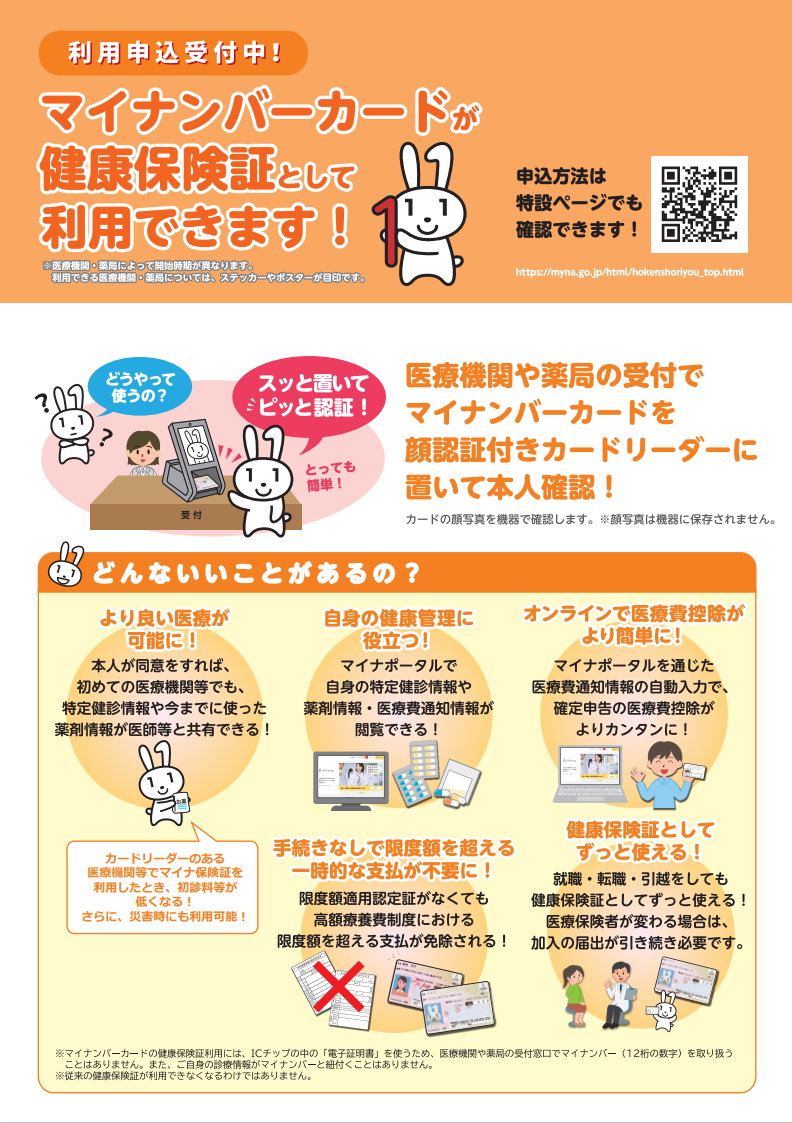 利用申込受付中！
マイナンバーカードが
健康保険証として
利用できます！
※医療機関・薬局によって開始時期が異なります。
利用できる医療機関・薬局については、ステッカーやポスターが目印です。
1
申込方法は
特設ページでも
確認できます！
https://myna.go.jp/html/hokenshoriyou_top.html
どうやって
使うの？
？
？
スッと置いて
ピッと認証！
とっても
簡単！
受付
医療機関や薬局の受付で
マイナンバーカードを
顔認証付きカードリーダーに
置いて本人確認！
カードの顔写真を機器で確認します。※顔写真は機器に保存されません。
どんないいことがあるの？
より良い医療が
可能に！
本人が同意をすれば、
初めての医療機関等でも、
特定健診情報や今までに使った
薬剤情報が医師等と共有できる！
お薬
カードリーダーのある
医療機関等でマイナ保険証を
利用したとき、初診料等が
低くなる！
さらに、災害時にも利用可能！
自身の健康管理に
役立つ！
マイナポータルで
自身の特定健診情報や
薬剤情報・医療費通知情報が
閲覧できる！
オンラインで医療費控除が
より簡単に！
マイナポータルを通じた
医療費通知情報の自動入力で、
確定申告の医療費控除が
よりカンタンに！
手続きなしで限度額を超える
一時的な支払が不要に！
限度額適用認定証がなくても
高額療養費制度における
限度額を超える支払が免除される！
健康保険証として
ずっと使える！
就職・転職・引越をしても
健康保険証としてずっと使える！
医療保険者が変わる場合は、
加入の届出が引き続き必要です。
※マイナンバーカードの健康保険証利用には、ICチップの中の「電子証明書」を使うため、医療機関や薬局の受付窓口でマイナンバー（12桁の数字）を取り扱う
ことはありません。また、ご自身の診療情報がマイナンバーと紐付くことはありません。
※従来の健康保険証が利用できなくなるわけではありません。